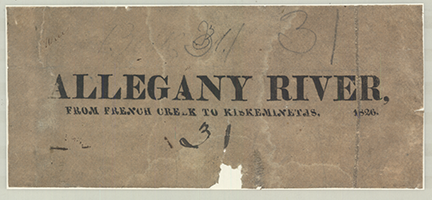 31
31
ALLEGANY RIVER,
FROM FRENCH CREEK TO KISKEMINETAS. 1826.
31